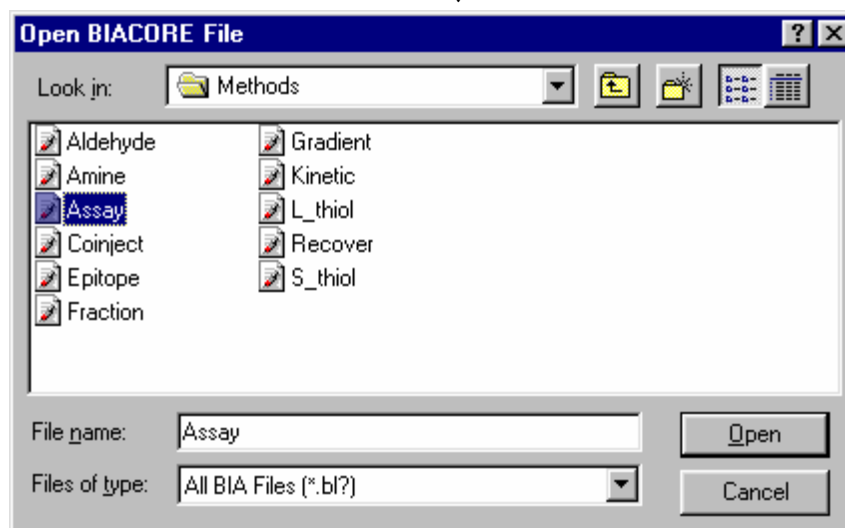 Open BIACORE File
Look in: Methods
Aldehyde Gradient
Amine Kinetic
Assay L_thiol
Coinject Recover
Epitope S_thiol
Fraction
File name: Assay Open
Files of type: All BIA Files (*.bl?) Cancel